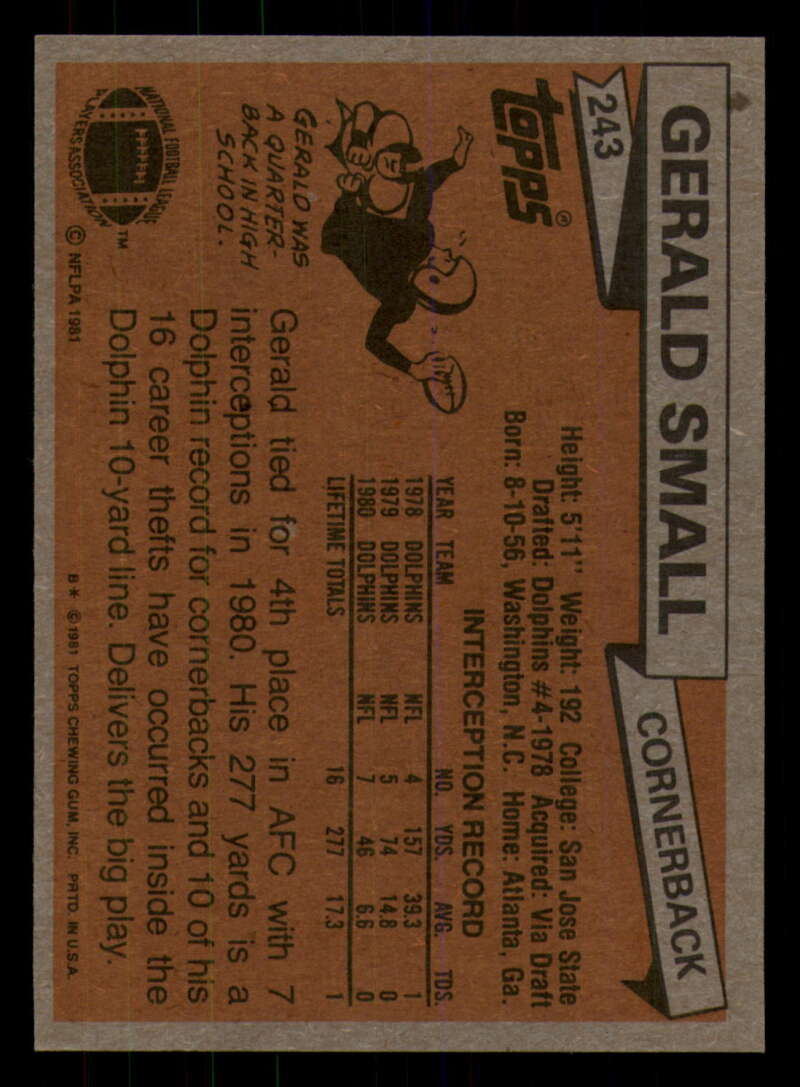 243
GERALD SMALL
CORNERBACK
topps®
Height: 5'11" Weight: 192 College: San Jose State
Drafted: Dolphins #4-1978 Acquired: Via Draft
Born: 8-10-56, Washington, N.C. Home: Atlanta, Ga.
INTERCEPTION RECORD
YEAR TEAM NO. YDS. AVG. TDS.
1978 DOLPHINS NFL 4 157 39.3 1
1979 DOLPHINS NFL 5 74 14.8 0
1980 DOLPHINS NFL 7 46 6.6 0
LIFETIME TOTALS 16 277 17.3 1
GERALD WAS
A QUARTER-
BACK IN HIGH
SCHOOL.
Gerald tied for 4th place in AFC with 7
interceptions in 1980. His 277 yards is a
Dolphin record for cornerbacks and 10 of his
16 career thefts have occurred inside the
Dolphin 10-yard line. Delivers the big play.
NATIONAL FOOTBALL LEAGUE
PLAYERS ASSOCIATION
™
© NFLPA 1981
B* © 1981 TOPPS CHEWING GUM, INC. PRTD. IN U.S.A.